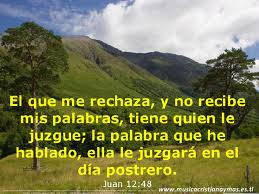 El que me rechaza, y no recibe
mis palabras, tiene quien le
juzgue; la palabra que he
hablado, ella le juzgará en el
día postrero.
Juan 12:48
www.musicacristianaymas.es.tl